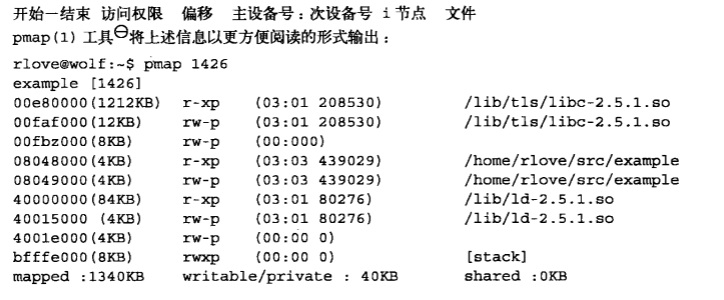 开始一结束 访问权限 偏移 主设备号:次设备号 i 节点 文件
pmap(1) 工具⊖将上述信息以更方便阅读的形式输出:
rlove@wolf:~$ pmap 1426
example [1426]
00e80000(1212KB) r-xp (03:01 208530) /lib/tls/libc-2.5.1.so
00faf000(12KB) rw-p (03:01 208530) /lib/tls/libc-2.5.1.so
00fbz000(8KB) rw-p (00:000)
08048000(4KB) r-xp (03:03 439029) /home/rlove/src/example
08049000(4KB) rw-p (03:03 439029) /home/rlove/src/example
40000000(84KB) r-xp (03:01 80276) /lib/ld-2.5.1.so
40015000 (4KB) rw-p (03:01 80276) /lib/ld-2.5.1.so
4001e000(4KB) rw-p (00:00 0)
bfffe000(8KB) rwxp (00:00 0) [stack]
mapped :1340KB writable/private : 40KB shared :0KB